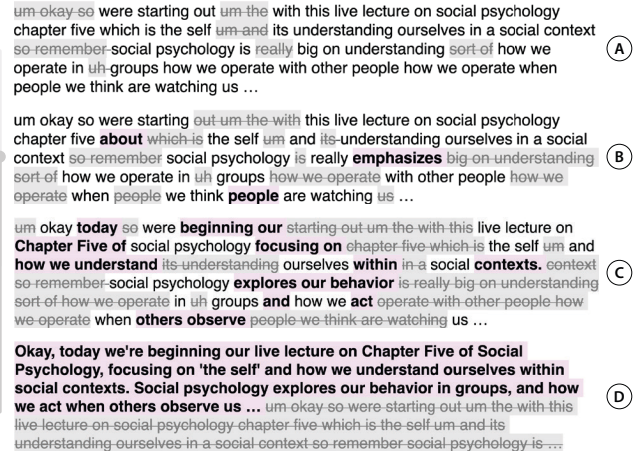 um okay so were starting out um the with this live lecture on social psychology
chapter five which is the self um and its understanding ourselves in a social context
so remember social psychology is really big on understanding sort of how we
operate in uh groups how we operate with other people how we operate when
people we think are watching us ...
A
um okay so were starting out um the with this live lecture on social psychology
chapter five about which is the self um and its understanding ourselves in a social
context so remember social psychology is really emphasizes big on understanding
sort of how we operate in uh groups how we operate with other people how we
operate when people we think people are watching us ...
B
um okay today so were beginning our starting out um the with this live lecture on
Chapter Five of social psychology focusing on chapter five which is the self um and
how we understand its understanding ourselves within in a social contexts. context
so remember social psychology explores our behavior is really big on understanding
sort of how we operate in uh groups and how we act operate with other people how
we operate when others observe people we think are watching us ...
C
Okay, today we're beginning our live lecture on Chapter Five of Social
Psychology, focusing on 'the self' and how we understand ourselves within
social contexts. Social psychology explores our behavior in groups, and how
we act when others observe us ... um okay so were starting out um the with this
live lecture on social psychology chapter five which is the self um and its
understanding ourselves in a social context so remember social psychology is ...
D